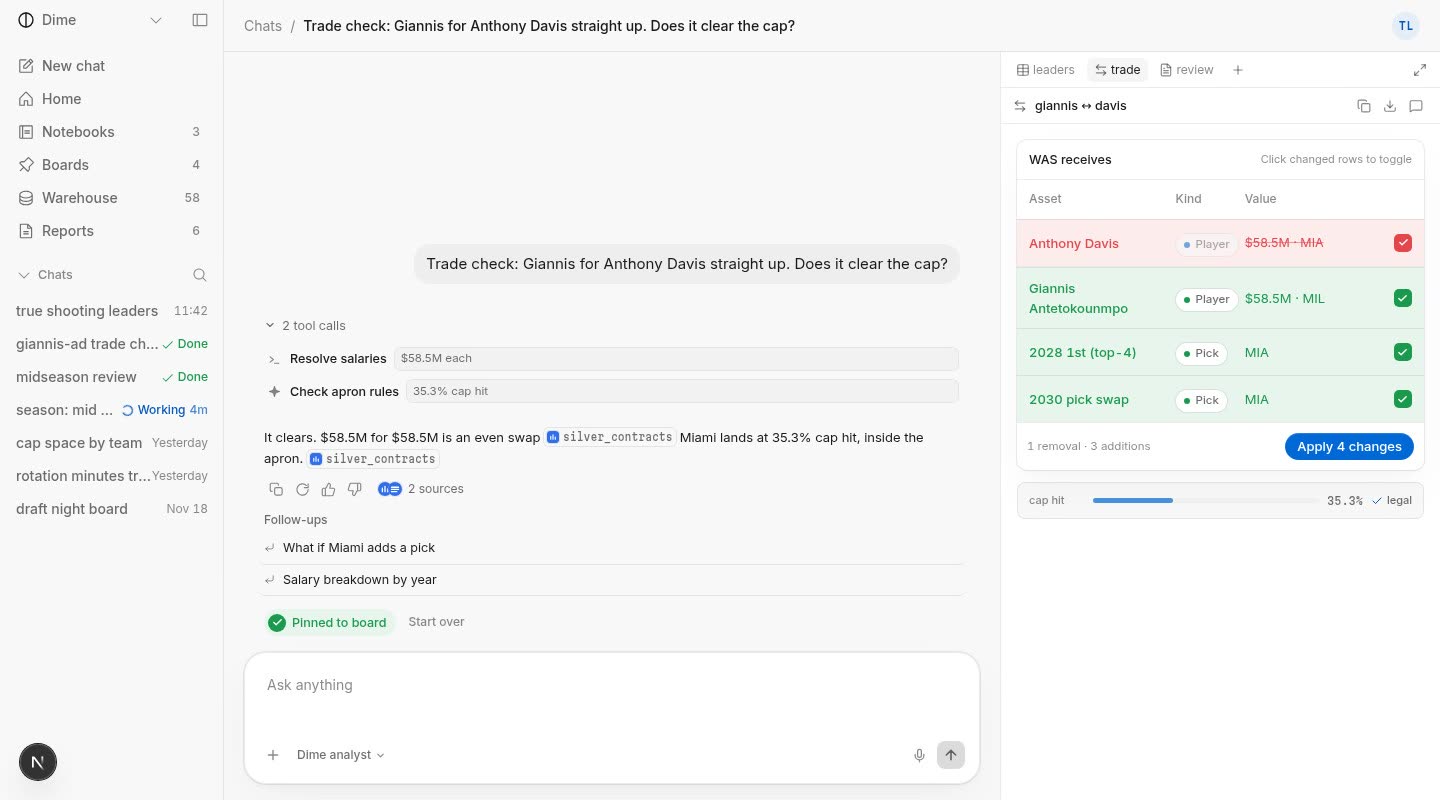 Dime
New chat
Home
Notebooks 3
Boards 4
Warehouse 58
Reports 6
Chats
true shooting leaders 11:42
giannis-ad trade ch... Done
midseason review Done
season: mid ... Working 4m
cap space by team Yesterday
rotation minutes tr... Yesterday
draft night board Nov 18
N
Chats / Trade check: Giannis for Anthony Davis straight up. Does it clear the cap?
TL
Trade check: Giannis for Anthony Davis straight up. Does it clear the cap?
2 tool calls
Resolve salaries $58.5M each
Check apron rules 35.3% cap hit
It clears. $58.5M for $58.5M is an even swap silver_contracts Miami lands at 35.3% cap hit, inside the
apron. silver_contracts
2 sources
Follow-ups
What if Miami adds a pick
Salary breakdown by year
Pinned to board Start over
Ask anything
Dime analyst
leaders trade review
giannis ↔ davis
WAS receives Click changed rows to toggle
Asset Kind Value
Anthony Davis Player $58.5M · MIA
Giannis
Antetokounmpo Player $58.5M · MIL
2028 1st (top-4) Pick MIA
2030 pick swap Pick MIA
1 removal · 3 additions Apply 4 changes
cap hit 35.3% legal